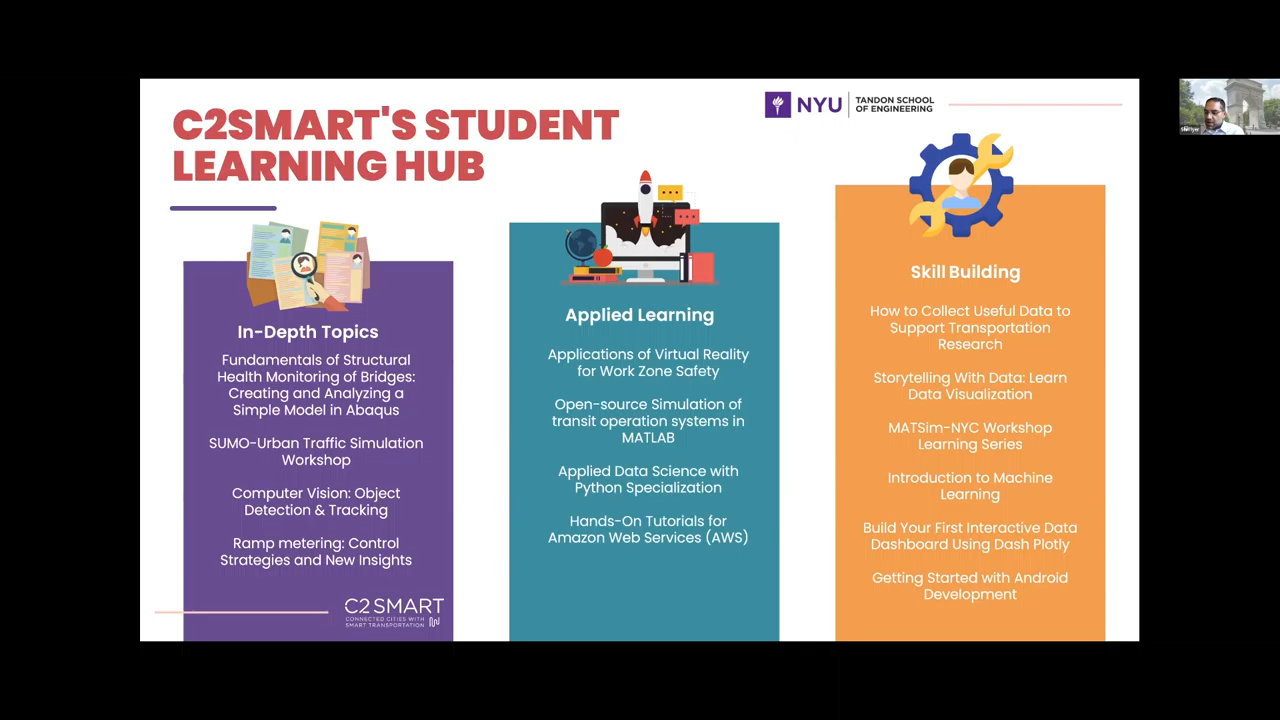 C2SMART'S STUDENT
LEARNING HUB
NYU
TANDON SCHOOL
OF ENGINEERING
In-Depth Topics
Fundamentals of Structural
Health Monitoring of Bridges:
Creating and Analyzing a
Simple Model in Abaqus
SUMO-Urban Traffic Simulation
Workshop
Computer Vision: Object
Detection & Tracking
Ramp metering: Control
Strategies and New Insights
C2 SMART
CONNECTED CITIES WITH
SMART TRANSPORTATION
Applied Learning
Applications of Virtual Reality
for Work Zone Safety
Open-source Simulation of
transit operation systems in
MATLAB
Applied Data Science with
Python Specialization
Hands-On Tutorials for
Amazon Web Services (AWS)
Skill Building
How to Collect Useful Data to
Support Transportation
Research
Storytelling With Data: Learn
Data Visualization
MATSim-NYC Workshop
Learning Series
Introduction to Machine
Learning
Build Your First Interactive Data
Dashboard Using Dash Plotly
Getting Started with Android
Development